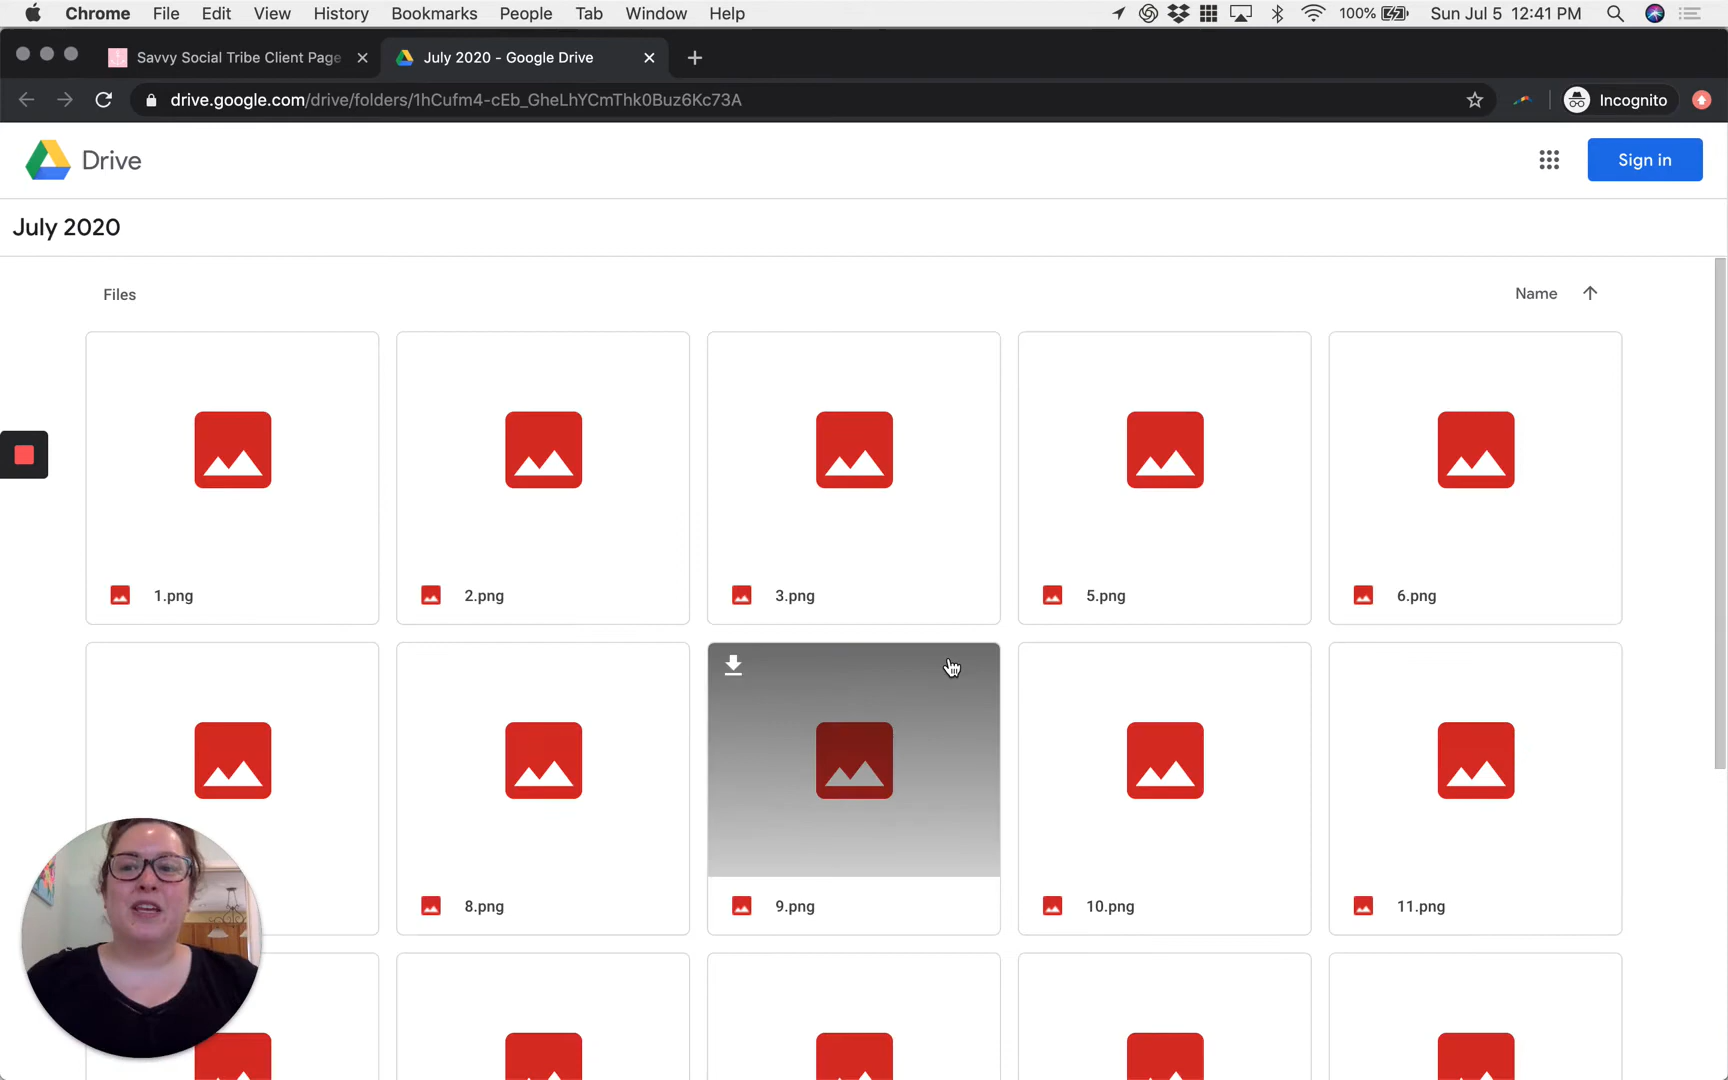 Chrome File Edit View History Bookmarks People Tab Window Help 100% Sun Jul 5 12:41 PM
Savvy Social Tribe Client Page July 2020 - Google Drive
drive.google.com/drive/folders/1hCufm4-cEb_GheLhYCmThk0Buz6Kc73A Incognito
Drive Sign in
July 2020
Files Name
1.png 2.png 3.png 5.png 6.png
8.png 9.png 10.png 11.png